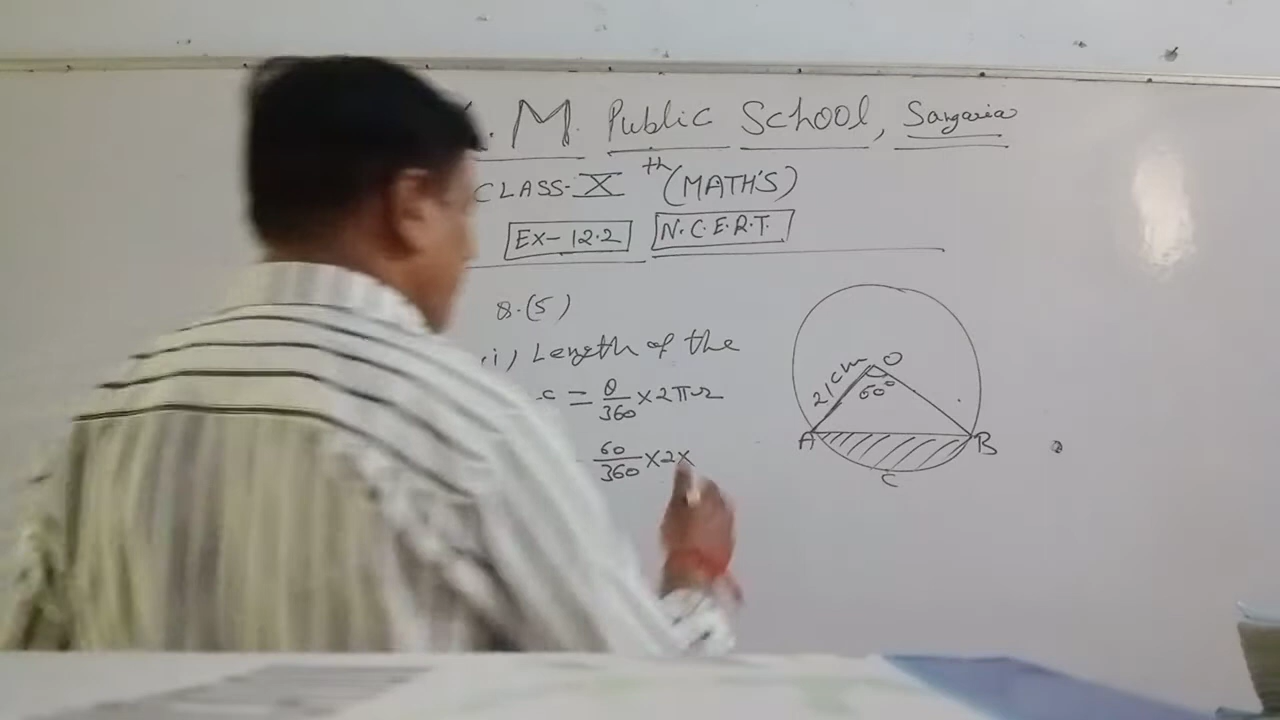 . M. Public School, Sangaria
CLASS-X th (MATH'S)
EX-12.2 N.C.E.R.T.
8.(5)
(i) Length of the
c = θ/360 × 2πr
60/360 × 2 ×
21cm
O
60°
A
B
C